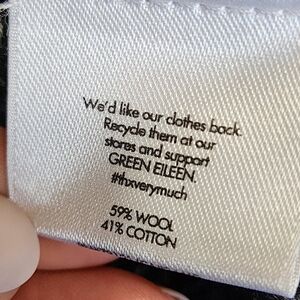 We'd like our clothes back.
Recycle them at our
stores and support
GREEN EILEEN.
#thxverymuch
59% WOOL
41% COTTON